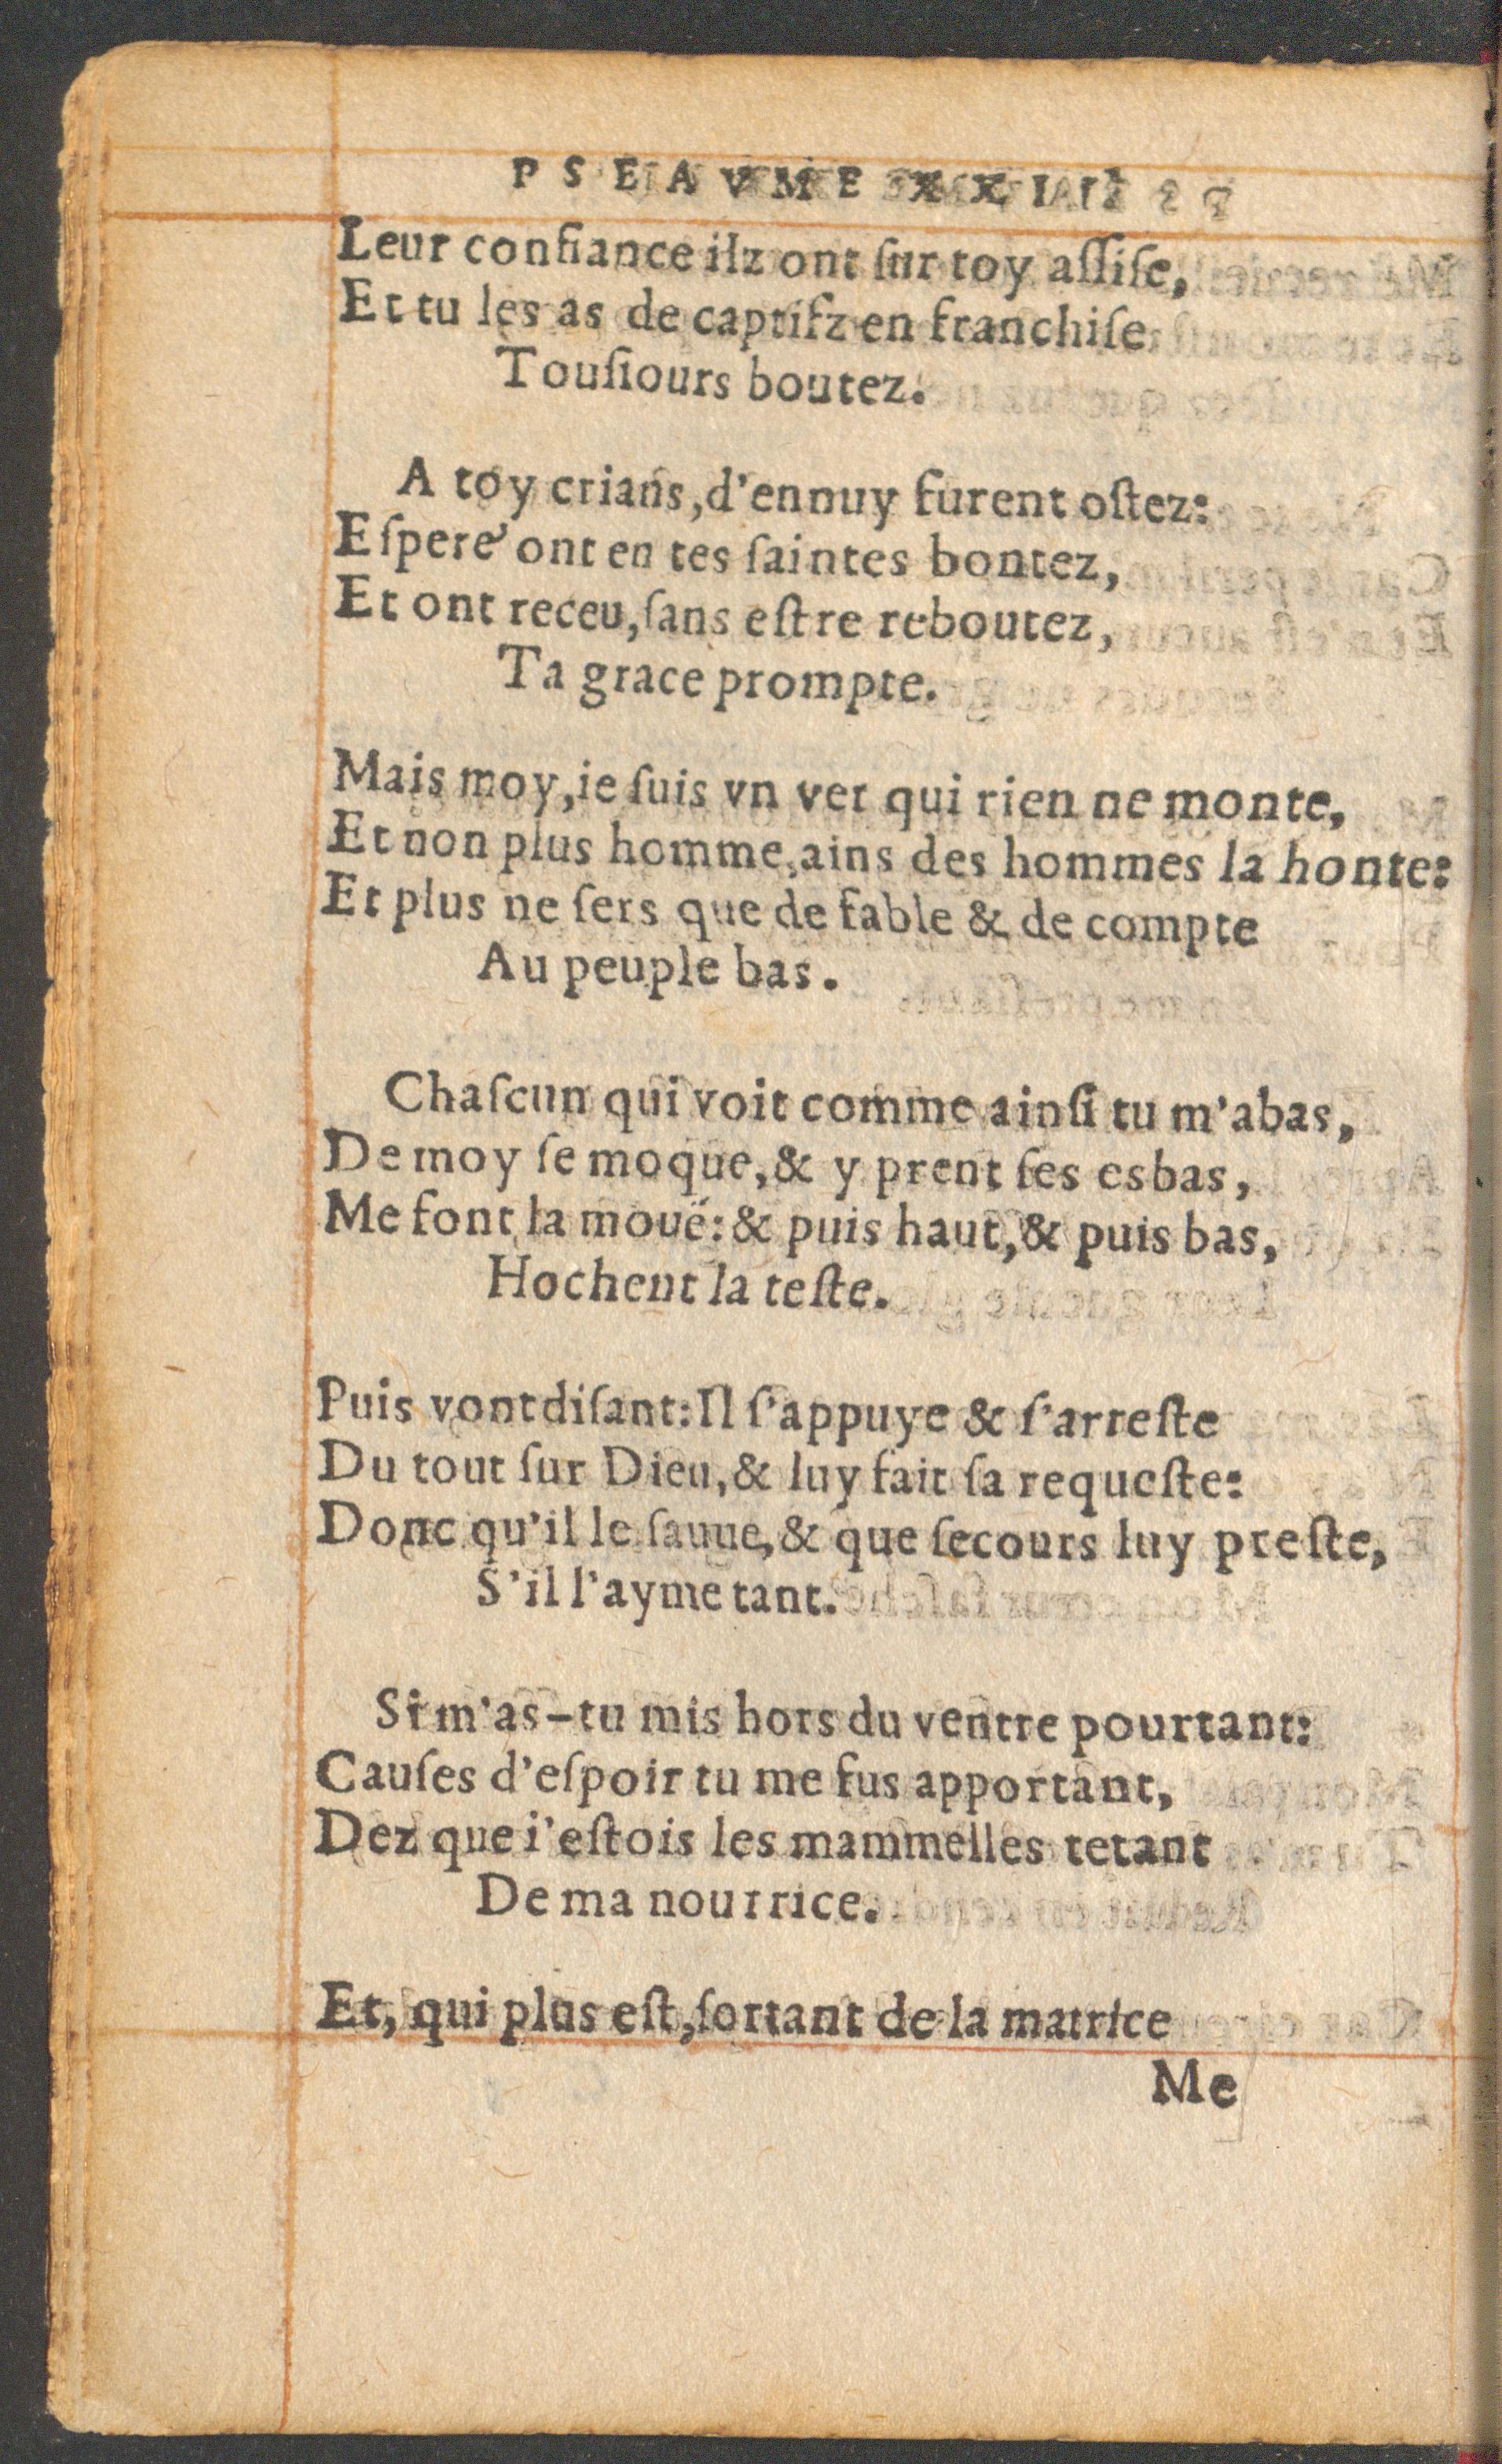 PSEAVME XXII
Leur confiance ilz ont ſur toy aſſiſe,
Et tu les as de captifz en franchiſe
Touſiours boutez.
A toy crians, d'ennuy furent oſtez:
Eſperé ont en tes ſaintes bontez,
Et ont receu, ſans eſtre reboutez,
Ta grace prompte.
Mais moy, ie ſuis vn ver qui rien ne monte,
Et non plus homme, ains des hommes la honte:
Et plus ne ſers que de fable & de compte
Au peuple bas.
Chaſcun qui voit comme ainſi tu m'abas,
De moy ſe moque, & y prent ſes esbas,
Me font la mouë: & puis haut, & puis bas,
Hochent la teſte.
Puis vont diſant: Il ſ'appuye & ſ'arreſte
Du tout ſur Dieu, & luy fait ſa requeſte:
Donc qu'il le ſauue, & que ſecours luy preſte,
S'il l'ayme tant.
Si m'as-tu mis hors du ventre pourtant:
Cauſes d'eſpoir tu me fus apportant,
Dez que i'eſtois les mammelles tetant
De ma nourrice.
Et, qui plus eſt, ſortant de la matrice
Me